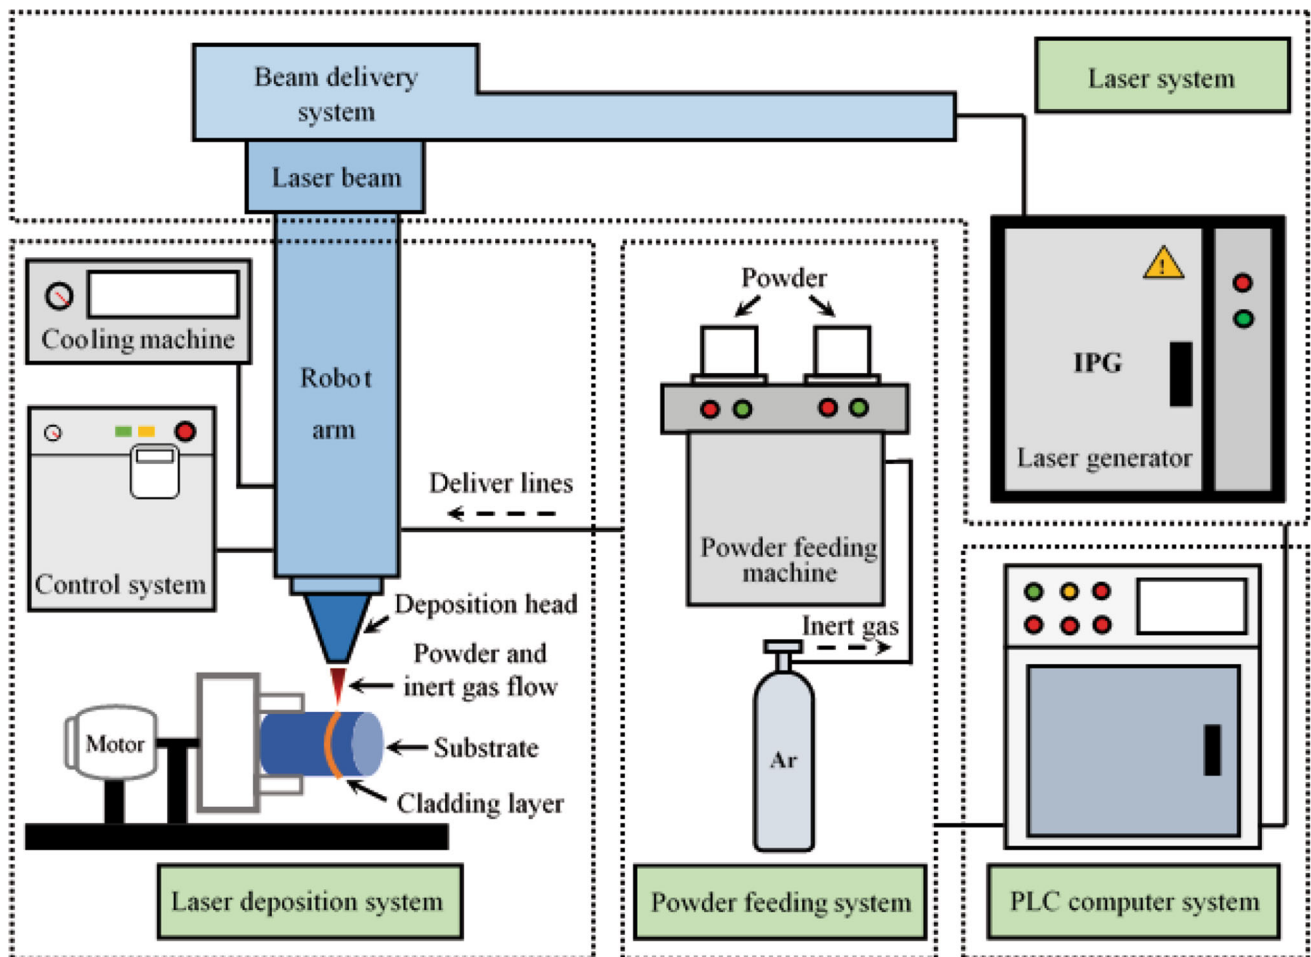 Beam delivery
system
Laser system
Laser beam
Cooling machine
Robot
arm
Control system
Deliver lines
Deposition head
Powder and
inert gas flow
Motor
Substrate
Cladding layer
Laser deposition system
Powder
Powder feeding
machine
Inert gas
Ar
Powder feeding system
IPG
Laser generator
PLC computer system